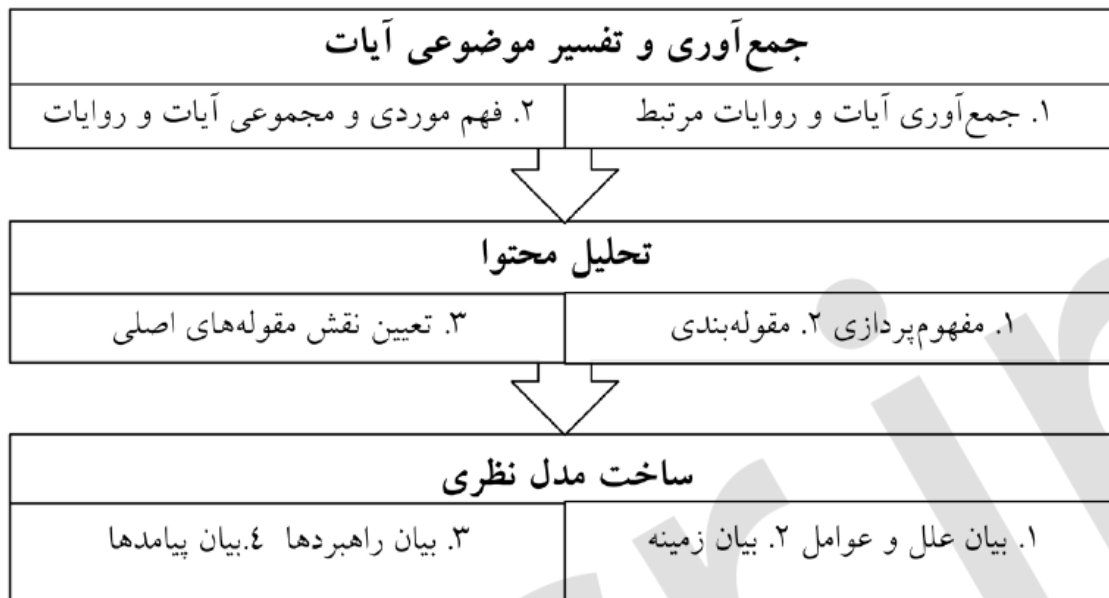 جمع‌آوری و تفسیر موضوعی آیات
۱. جمع‌آوری آیات و روایات مرتبط
۲. فهم موردی و مجموعی آیات و روایات
تحلیل محتوا
۱. مفهوم‌پردازی ۲. مقوله‌بندی
۳. تعیین نقش مقوله‌های اصلی
ساخت مدل نظری
۱. بیان علل و عوامل ۲. بیان زمینه
۳. بیان راهبردها ٤.بیان پیامدها